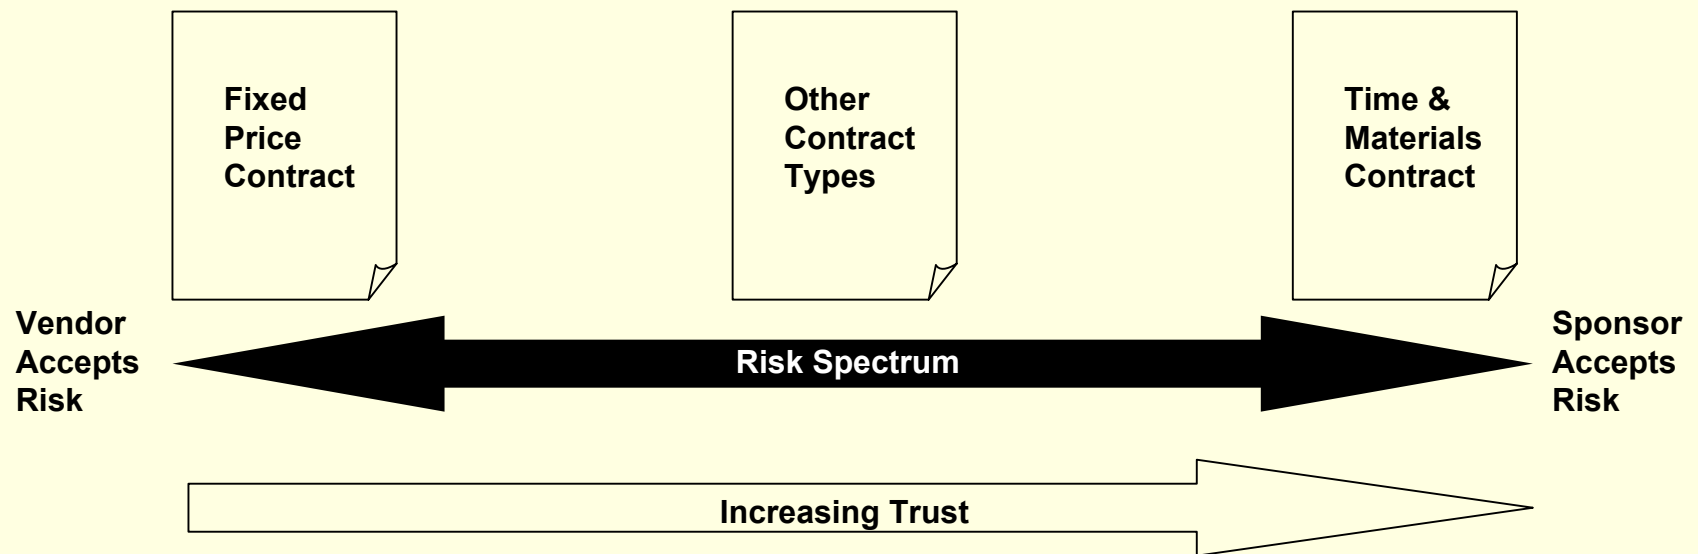 Fixed
Price
Contract
Other
Contract
Types
Time &
Materials
Contract
Vendor
Accepts
Risk
Risk Spectrum
Sponsor
Accepts
Risk
Increasing Trust